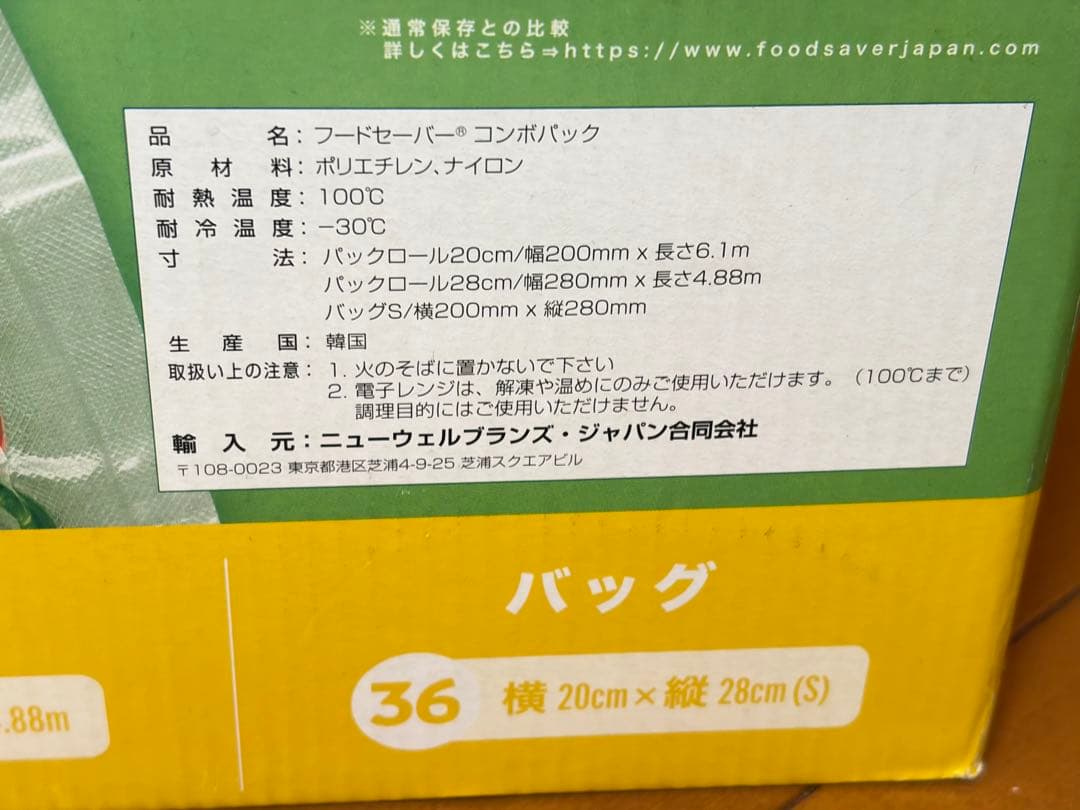 ※通常保存との比較
詳しくはこちら⇒https://www.foodsaverjapan.com
品名：フードセーバー® コンボパック
原材料：ポリエチレン、ナイロン
耐熱温度：100℃
耐冷温度：−30℃
寸法：パックロール20cm/幅200mm x 長さ6.1m
パックロール28cm/幅280mm x 長さ4.88m
バッグS/横200mm x 縦280mm
生産国：韓国
取扱い上の注意：1. 火のそばに置かないで下さい
2. 電子レンジは、解凍や温めにのみご使用いただけます。（100℃まで）
調理目的にはご使用いただけません。
輸入元：ニューウェルブランズ・ジャパン合同会社
〒108-0023 東京都港区芝浦4-9-25 芝浦スクエアビル
バッグ
.88m
36 横 20cm × 縦 28cm (S)